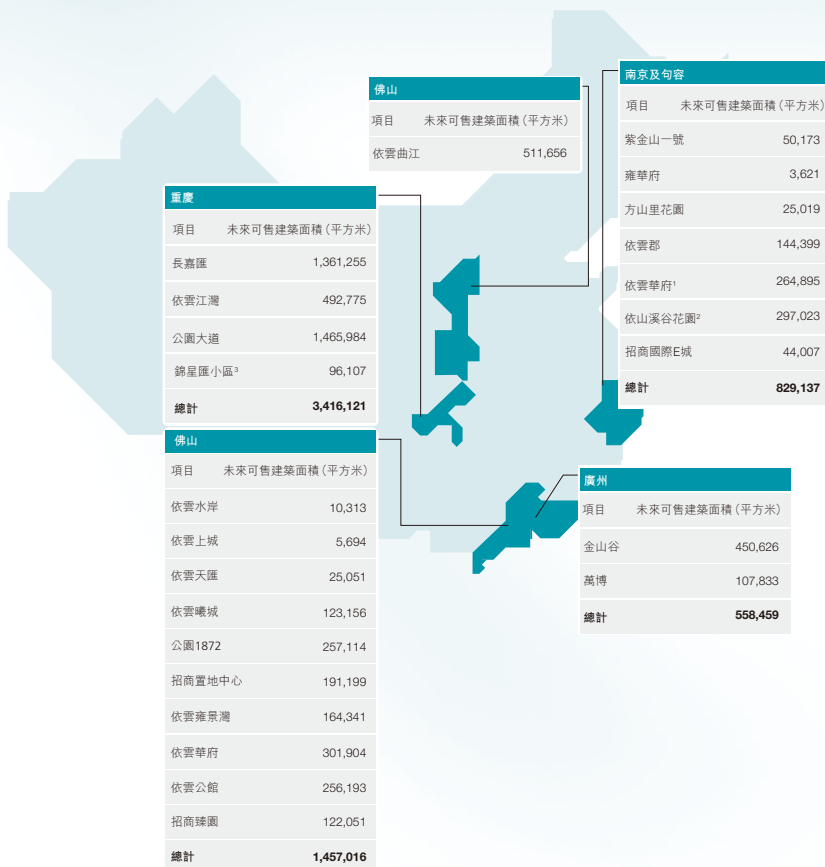 佛山
項目 未來可售建築面積(平方米)
依雲曲江 511,656
南京及句容
項目 未來可售建築面積(平方米)
紫金山一號 50,173
雍華府 3,621
方山里花園 25,019
依雲郡 144,399
依雲華府¹ 264,895
依山溪谷花園² 297,023
招商國際E城 44,007
總計 829,137
重慶
項目 未來可售建築面積(平方米)
長嘉匯 1,361,255
依雲江灣 492,775
公園大道 1,465,984
錦星匯小區³ 96,107
總計 3,416,121
佛山
項目 未來可售建築面積(平方米)
依雲水岸 10,313
依雲上城 5,694
依雲天匯 25,051
依雲曦城 123,156
公園1872 257,114
招商置地中心 191,199
依雲雍景灣 164,341
依雲華府 301,904
依雲公館 256,193
招商臻園 122,051
總計 1,457,016
廣州
項目 未來可售建築面積(平方米)
金山谷 450,626
萬博 107,833
總計 558,459